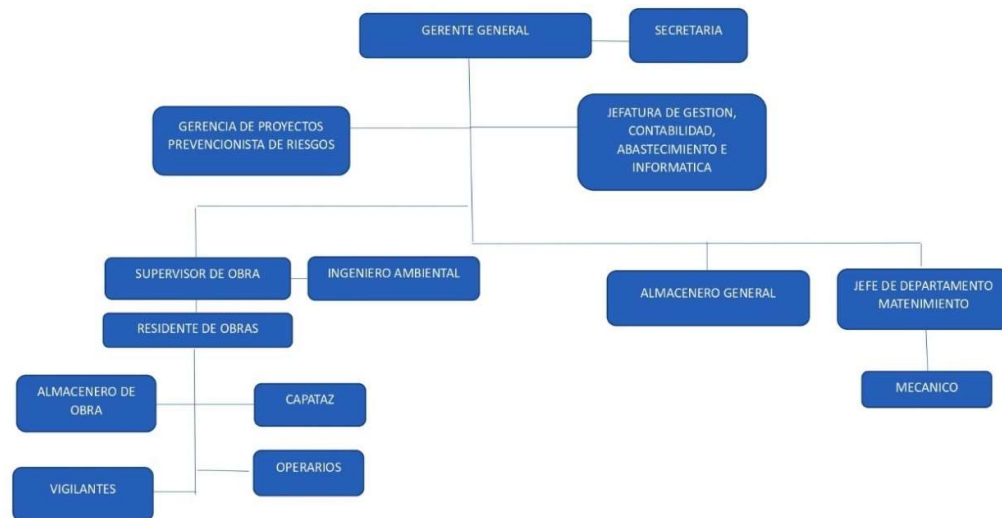 GERENTE GENERAL
SECRETARIA
GERENCIA DE PROYECTOS
PREVENCIONISTA DE RIESGOS
JEFATURA DE GESTION,
CONTABILIDAD,
ABASTECIMIENTO E
INFORMATICA
SUPERVISOR DE OBRA
INGENIERO AMBIENTAL
ALMACENERO GENERAL
JEFE DE DEPARTAMENTO
MATENIMIENTO
RESIDENTE DE OBRAS
ALMACENERO DE
OBRA
CAPATAZ
MECANICO
VIGILANTES
OPERARIOS